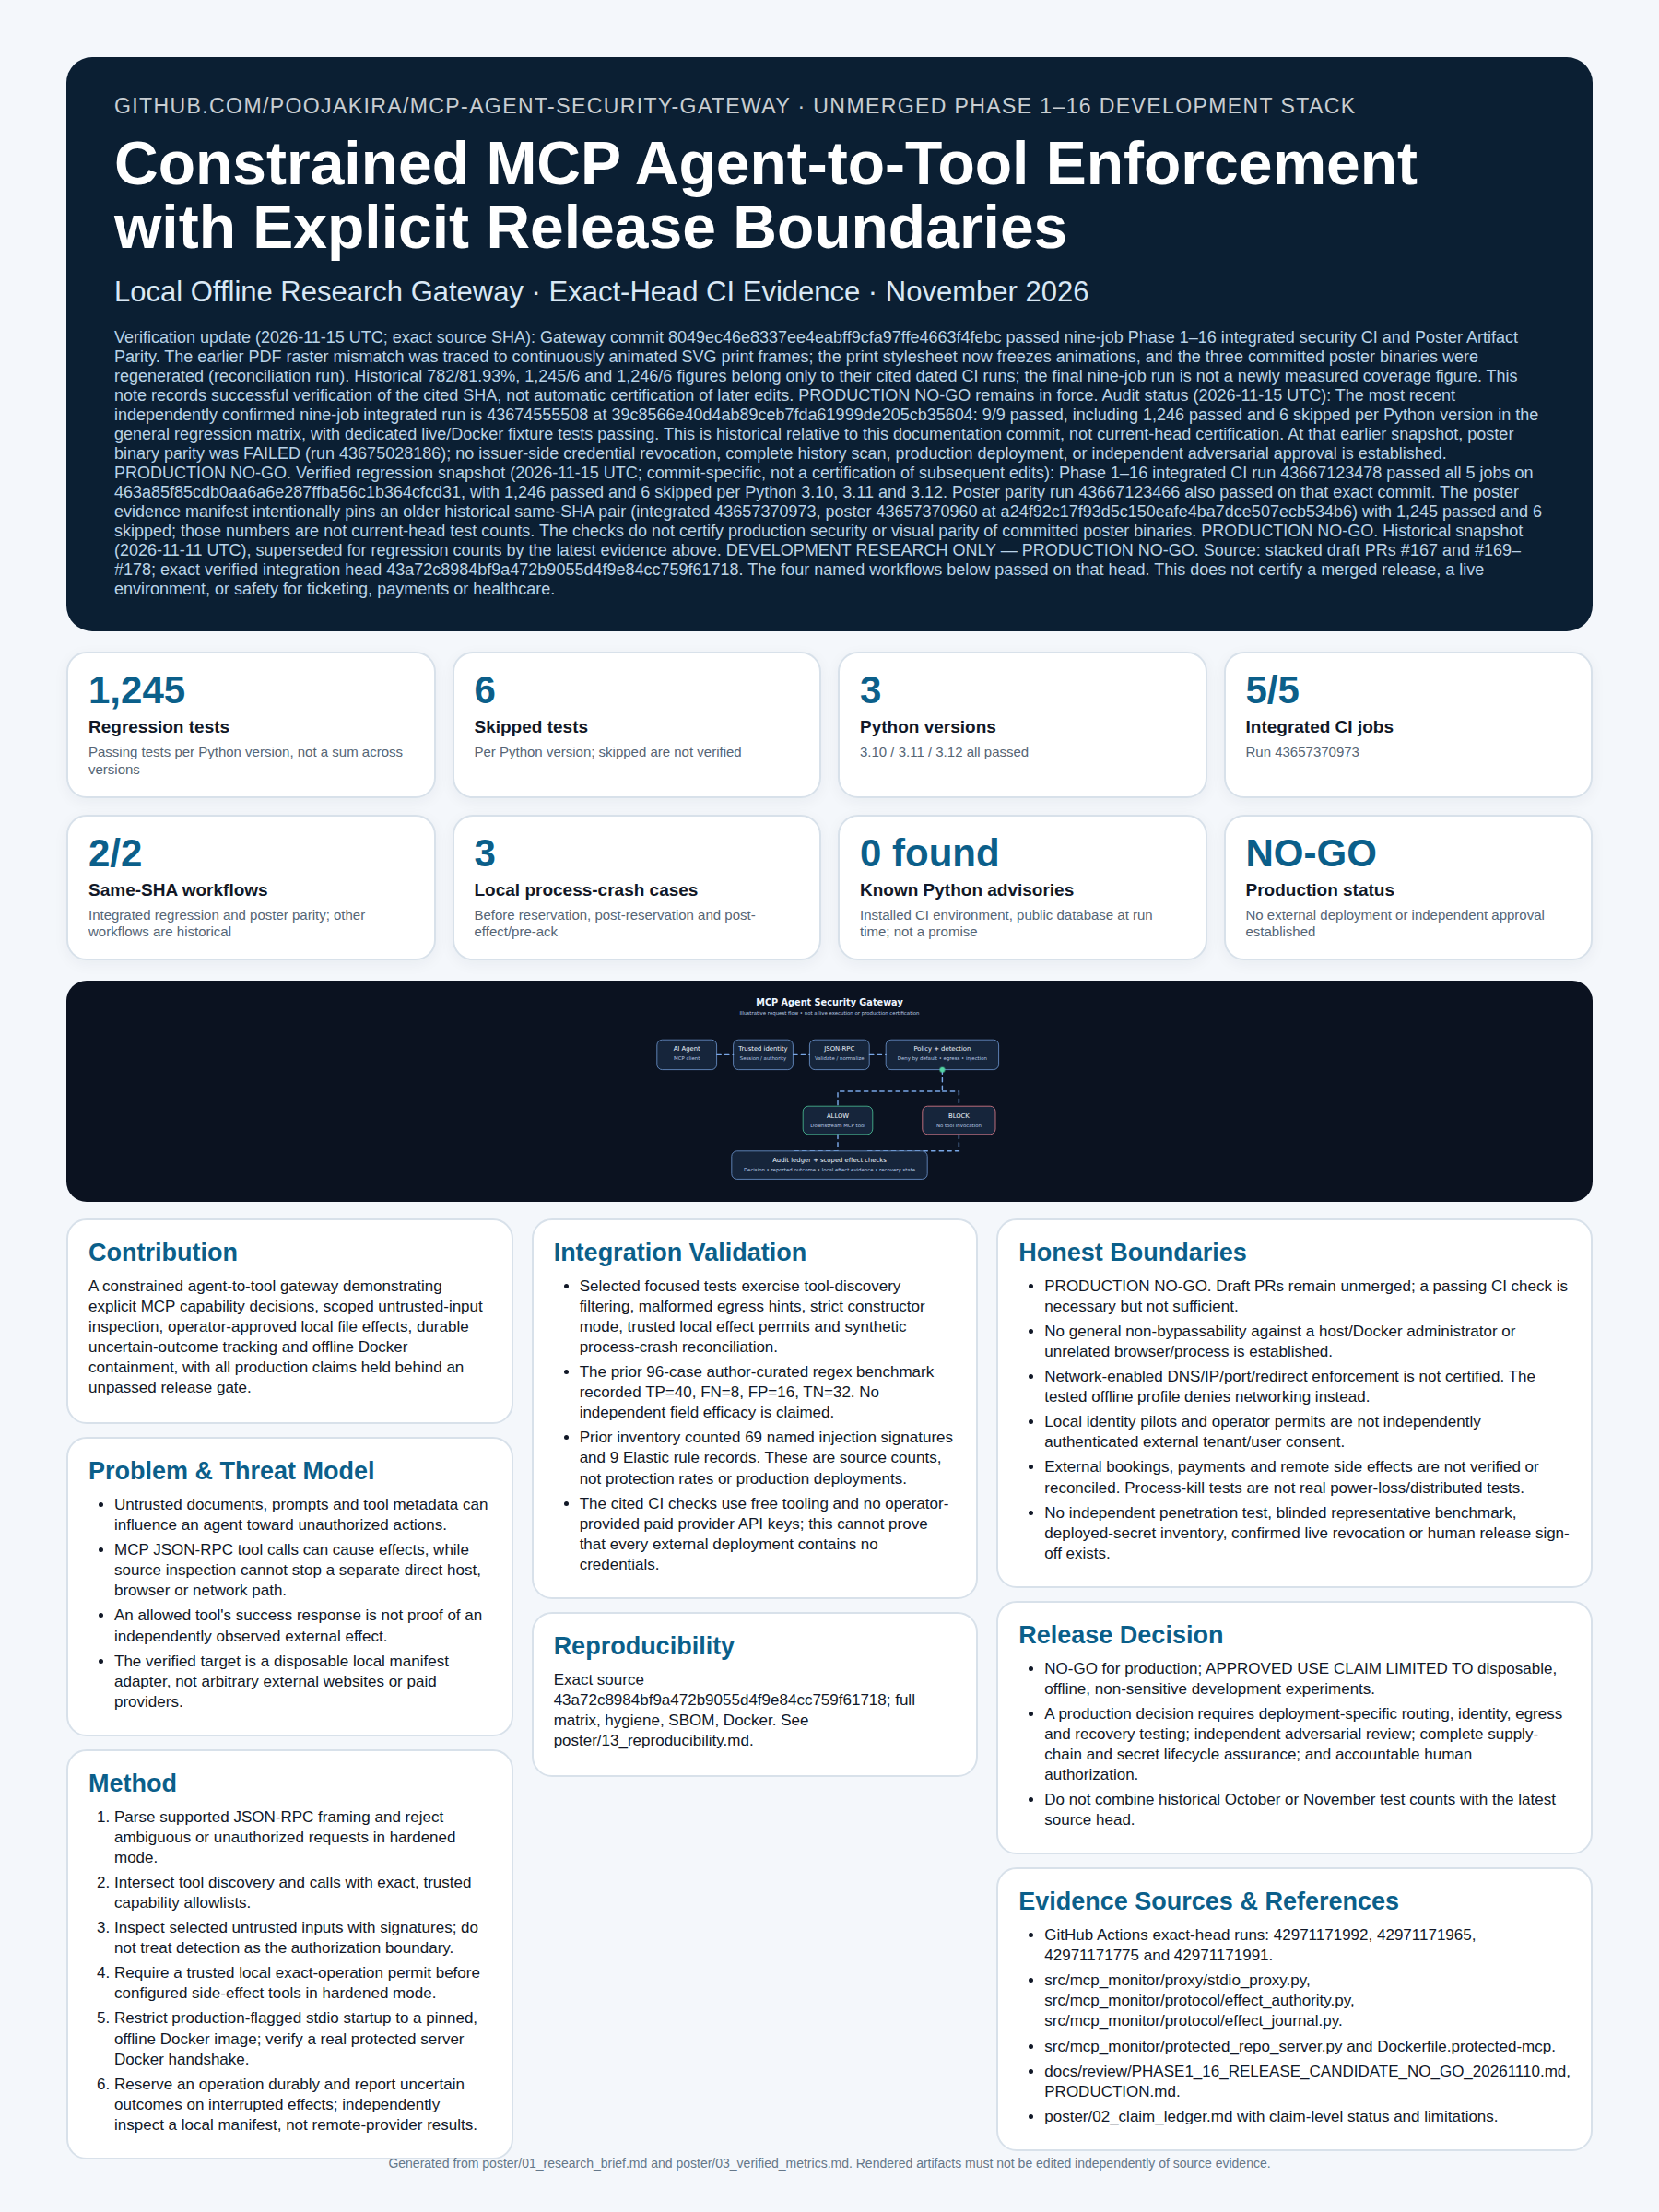 GITHUB.COM/POOJAKIRA/MCP-AGENT-SECURITY-GATEWAY · UNMERGED PHASE 1–16 DEVELOPMENT STACK
Constrained MCP Agent-to-Tool Enforcement
with Explicit Release Boundaries
Local Offline Research Gateway · Exact-Head CI Evidence · November 2026
Verification update (2026-11-15 UTC; exact source SHA): Gateway commit 8049ec46e8337ee4eabff9cfa97ffe4663f4febc passed nine-job Phase 1–16 integrated security CI and Poster Artifact
Parity. The earlier PDF raster mismatch was traced to continuously animated SVG print frames; the print stylesheet now freezes animations, and the three committed poster binaries were
regenerated (reconciliation run). Historical 782/81.93%, 1,245/6 and 1,246/6 figures belong only to their cited dated CI runs; the final nine-job run is not a newly measured coverage figure. This
note records successful verification of the cited SHA, not automatic certification of later edits. PRODUCTION NO-GO remains in force. Audit status (2026-11-15 UTC): The most recent
independently confirmed nine-job integrated run is 43674555508 at 39c8566e40d4ab89ceb7fda61999de205cb35604: 9/9 passed, including 1,246 passed and 6 skipped per Python version in the
general regression matrix, with dedicated live/Docker fixture tests passing. This is historical relative to this documentation commit, not current-head certification. At that earlier snapshot, poster
binary parity was FAILED (run 43675028186); no issuer-side credential revocation, complete history scan, production deployment, or independent adversarial approval is established.
PRODUCTION NO-GO. Verified regression snapshot (2026-11-15 UTC; commit-specific, not a certification of subsequent edits): Phase 1–16 integrated CI run 43667123478 passed all 5 jobs on
463a85f85cdb0aa6a6e287ffba56c1b364cfcd31, with 1,246 passed and 6 skipped per Python 3.10, 3.11 and 3.12. Poster parity run 43667123466 also passed on that exact commit. The poster
evidence manifest intentionally pins an older historical same-SHA pair (integrated 43657370973, poster 43657370960 at a24f92c17f93d5c150eafe4ba7dce507ecb534b6) with 1,245 passed and 6
skipped; those numbers are not current-head test counts. The checks do not certify production security or visual parity of committed poster binaries. PRODUCTION NO-GO. Historical snapshot
(2026-11-11 UTC), superseded for regression counts by the latest evidence above. DEVELOPMENT RESEARCH ONLY — PRODUCTION NO-GO. Source: stacked draft PRs #167 and #169–
#178; exact verified integration head 43a72c8984bf9a472b9055d4f9e84cc759f61718. The four named workflows below passed on that head. This does not certify a merged release, a live
environment, or safety for ticketing, payments or healthcare.
1,245
Regression tests
Passing tests per Python version, not a sum across
versions
6
Skipped tests
Per Python version; skipped are not verified
3
Python versions
3.10 / 3.11 / 3.12 all passed
5/5
Integrated CI jobs
Run 43657370973
2/2
Same-SHA workflows
Integrated regression and poster parity; other
workflows are historical
3
Local process-crash cases
Before reservation, post-reservation and post-
effect/pre-ack
0 found
Known Python advisories
Installed CI environment, public database at run
time; not a promise
NO-GO
Production status
No external deployment or independent approval
established
MCP Agent Security Gateway
Illustrative request flow • not a live execution or production certification
AI Agent
MCP client
Trusted identity
Session / authority
JSON-RPC
Validate / normalize
Policy + detection
Deny by default • egress • injection
ALLOW
Downstream MCP tool
BLOCK
No tool invocation
Audit ledger + scoped effect checks
Decision • reported outcome • local effect evidence • recovery state
Contribution
A constrained agent-to-tool gateway demonstrating
explicit MCP capability decisions, scoped untrusted-input
inspection, operator-approved local file effects, durable
uncertain-outcome tracking and offline Docker
containment, with all production claims held behind an
unpassed release gate.
Problem & Threat Model
• Untrusted documents, prompts and tool metadata can
influence an agent toward unauthorized actions.
• MCP JSON-RPC tool calls can cause effects, while
source inspection cannot stop a separate direct host,
browser or network path.
• An allowed tool's success response is not proof of an
independently observed external effect.
• The verified target is a disposable local manifest
adapter, not arbitrary external websites or paid
providers.
Method
1. Parse supported JSON-RPC framing and reject
ambiguous or unauthorized requests in hardened
mode.
2. Intersect tool discovery and calls with exact, trusted
capability allowlists.
3. Inspect selected untrusted inputs with signatures; do
not treat detection as the authorization boundary.
4. Require a trusted local exact-operation permit before
configured side-effect tools in hardened mode.
5. Restrict production-flagged stdio startup to a pinned,
offline Docker image; verify a real protected server
Docker handshake.
6. Reserve an operation durably and report uncertain
outcomes on interrupted effects; independently
inspect a local manifest, not remote-provider results.
Integration Validation
• Selected focused tests exercise tool-discovery
filtering, malformed egress hints, strict constructor
mode, trusted local effect permits and synthetic
process-crash reconciliation.
• The prior 96-case author-curated regex benchmark
recorded TP=40, FN=8, FP=16, TN=32. No
independent field efficacy is claimed.
• Prior inventory counted 69 named injection signatures
and 9 Elastic rule records. These are source counts,
not protection rates or production deployments.
• The cited CI checks use free tooling and no operator-
provided paid provider API keys; this cannot prove
that every external deployment contains no
credentials.
Reproducibility
Exact source
43a72c8984bf9a472b9055d4f9e84cc759f61718; full
matrix, hygiene, SBOM, Docker. See
poster/13_reproducibility.md.
Honest Boundaries
• PRODUCTION NO-GO. Draft PRs remain unmerged; a passing CI check is
necessary but not sufficient.
• No general non-bypassability against a host/Docker administrator or
unrelated browser/process is established.
• Network-enabled DNS/IP/port/redirect enforcement is not certified. The
tested offline profile denies networking instead.
• Local identity pilots and operator permits are not independently
authenticated external tenant/user consent.
• External bookings, payments and remote side effects are not verified or
reconciled. Process-kill tests are not real power-loss/distributed tests.
• No independent penetration test, blinded representative benchmark,
deployed-secret inventory, confirmed live revocation or human release sign-
off exists.
Release Decision
• NO-GO for production; APPROVED USE CLAIM LIMITED TO disposable,
offline, non-sensitive development experiments.
• A production decision requires deployment-specific routing, identity, egress
and recovery testing; independent adversarial review; complete supply-
chain and secret lifecycle assurance; and accountable human
authorization.
• Do not combine historical October or November test counts with the latest
source head.
Evidence Sources & References
• GitHub Actions exact-head runs: 42971171992, 42971171965,
42971171775 and 42971171991.
• src/mcp_monitor/proxy/stdio_proxy.py,
src/mcp_monitor/protocol/effect_authority.py,
src/mcp_monitor/protocol/effect_journal.py.
• src/mcp_monitor/protected_repo_server.py and Dockerfile.protected-mcp.
• docs/review/PHASE1_16_RELEASE_CANDIDATE_NO_GO_20261110.md,
PRODUCTION.md.
• poster/02_claim_ledger.md with claim-level status and limitations.
Generated from poster/01_research_brief.md and poster/03_verified_metrics.md. Rendered artifacts must not be edited independently of source evidence.